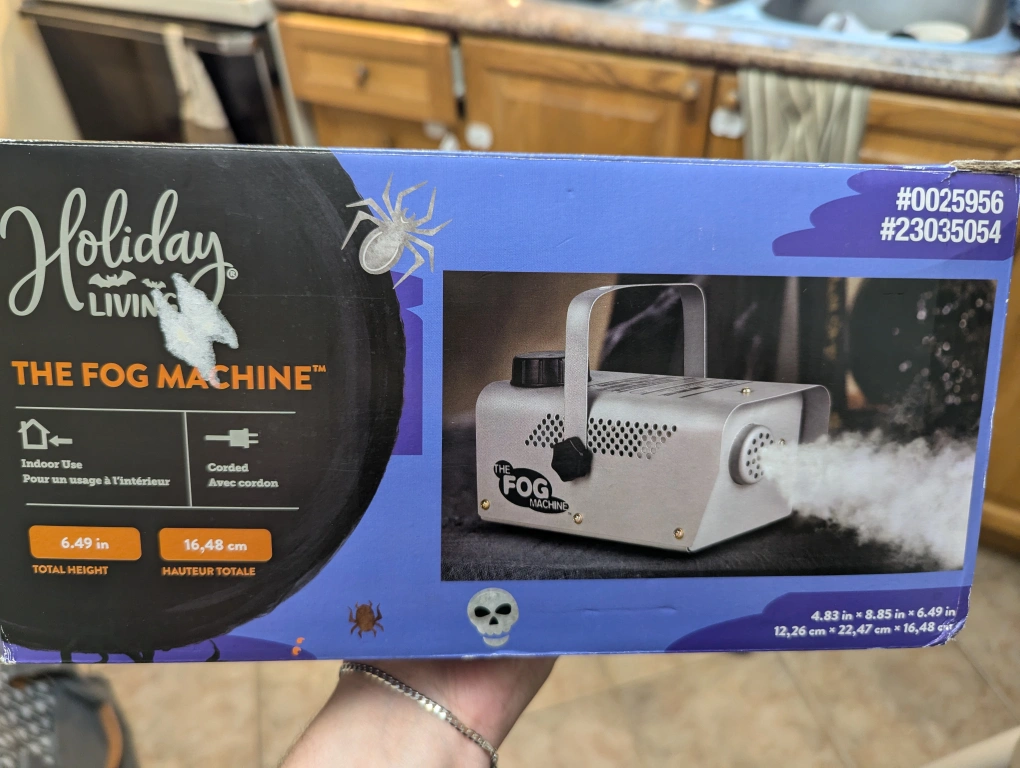 Holiday®
LIVING
THE FOG MACHINE™
Indoor Use
Pour un usage à l'intérieur
Corded
Avec cordon
6.49 in
TOTAL HEIGHT
16,48 cm
HAUTEUR TOTALE
#0025956
#23035054
THE
FOG
MACHINE
4.83 in × 8.85 in × 6.49 in
12,26 cm × 22,47 cm × 16,48 cm